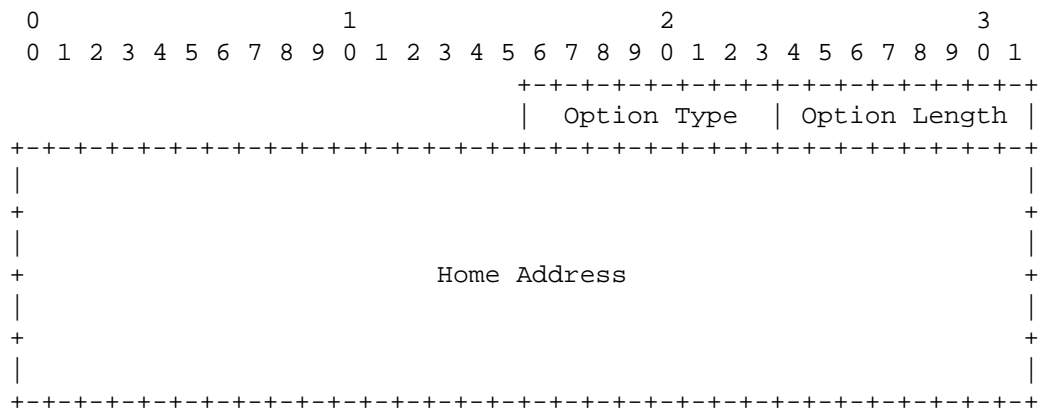 0                   1                   2                   3
 0 1 2 3 4 5 6 7 8 9 0 1 2 3 4 5 6 7 8 9 0 1 2 3 4 5 6 7 8 9 0 1
                                +-+-+-+-+-+-+-+-+-+-+-+-+-+-+-+-+
                                |  Option Type  | Option Length |
+-+-+-+-+-+-+-+-+-+-+-+-+-+-+-+-+-+-+-+-+-+-+-+-+-+-+-+-+-+-+-+-+
|                                                               |
+                                                               +
|                                                               |
+                          Home Address                         +
|                                                               |
+                                                               +
|                                                               |
+-+-+-+-+-+-+-+-+-+-+-+-+-+-+-+-+-+-+-+-+-+-+-+-+-+-+-+-+-+-+-+-+